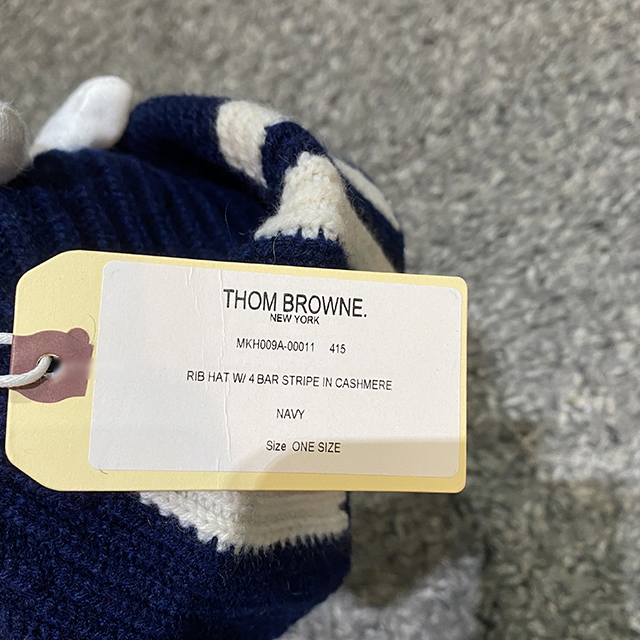 THOM BROWNE.
NEW YORK
MKH009A-00011 415
RIB HAT W/ 4 BAR STRIPE IN CASHMERE
NAVY
Size ONE SIZE